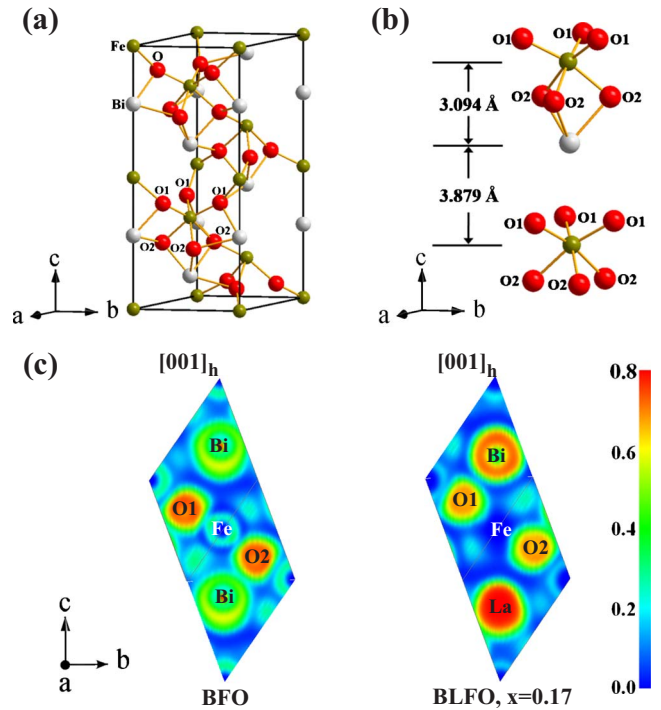 (a)
Fe
O
Bi
O1
O1
O1
O2
O2
O2
c
a
b
(b)
O1
O1
O1
3.094 Å
O2
O2
O2
3.879 Å
O1
O1
O1
O2
O2
O2
c
a
b
(c)
[001]h
Bi
O1
Fe
O2
Bi
BFO
c
a
b
[001]h
Bi
O1
Fe
O2
La
BLFO, x=0.17
0.8
0.6
0.4
0.2
0.0